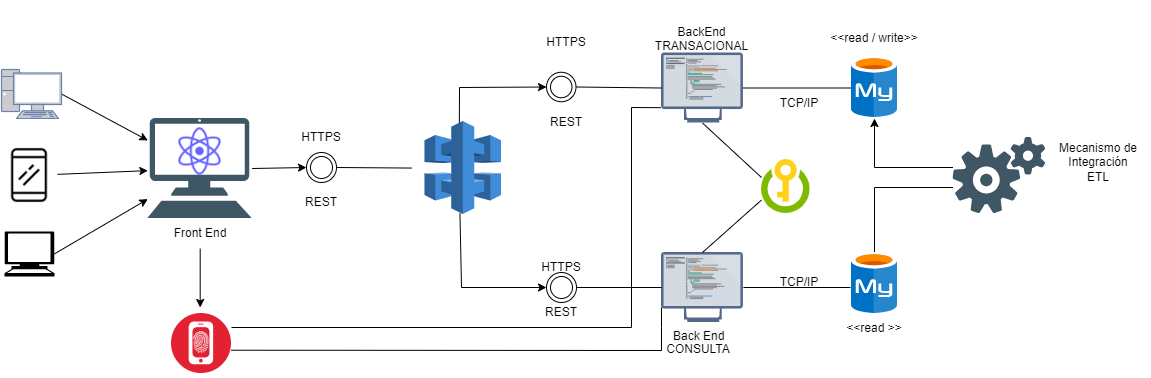 HTTPS
BackEnd
TRANSACIONAL
<<read / write>>
My
TCP/IP
REST
HTTPS
REST
Mecanismo de
Integración
ETL
Front End
HTTPS
REST
TCP/IP
My
<<read >>
Back End
CONSULTA